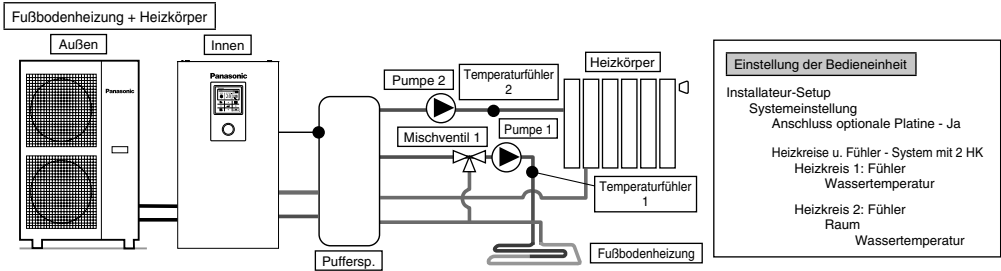 Fußbodenheizung + Heizkörper
Außen
Innen
Panasonic
Panasonic
Pumpe 2
Temperaturfühler
2
Heizkörper
Mischventil 1
Pumpe 1
Temperaturfühler
1
Puffersp.
Fußbodenheizung
Einstellung der Bedieneinheit
Installateur-Setup
Systemeinstellung
Anschluss optionale Platine - Ja
Heizkreise u. Fühler - System mit 2 HK
Heizkreis 1: Fühler
Wassertemperatur
Heizkreis 2: Fühler
Raum
Wassertemperatur